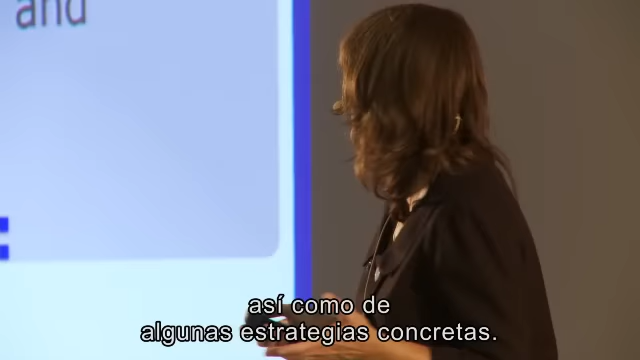 and
así como de
algunas estrategias concretas.